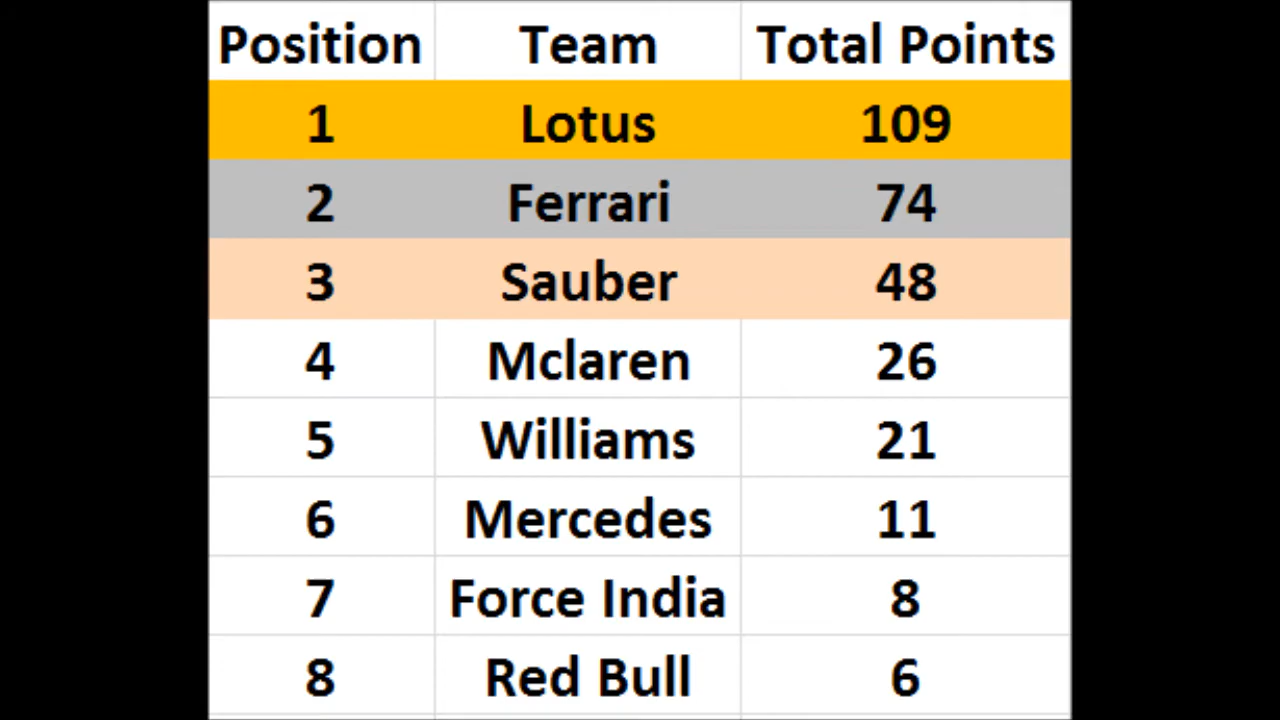 Position Team Total Points
1 Lotus 109
2 Ferrari 74
3 Sauber 48
4 Mclaren 26
5 Williams 21
6 Mercedes 11
7 Force India 8
8 Red Bull 6